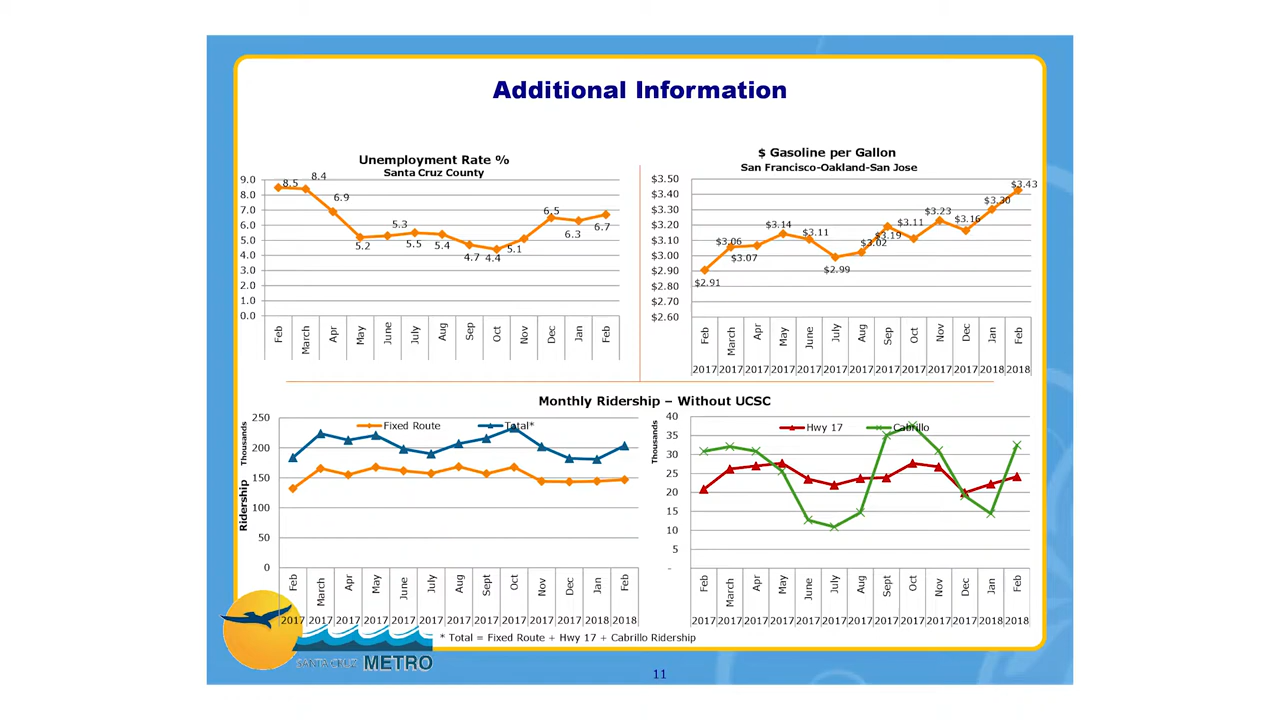 Additional Information
Unemployment Rate %
Santa Cruz County
9.0
8.0
7.0
6.0
5.0
4.0
3.0
2.0
1.0
0.0
8.5 8.4 6.9 5.2 5.3 5.5 5.4 4.7 4.4 5.1 6.5 6.3 6.7
Feb March Apr May June July Aug Sep Oct Nov Dec Jan Feb
$ Gasoline per Gallon
San Francisco-Oakland-San Jose
$3.50
$3.40
$3.30
$3.20
$3.10
$3.00
$2.90
$2.80
$2.70
$2.60
$2.91 $3.06 $3.07 $3.14 $3.11 $2.99 $3.02 $3.19 $3.11 $3.23 $3.16 $3.30 $3.43
Feb March Apr May June July Aug Sep Oct Nov Dec Jan Feb
2017 2017 2017 2017 2017 2017 2017 2017 2017 2017 2017 2018 2018
Monthly Ridership – Without UCSC
Ridership Thousands
250
200
150
100
50
0
Fixed Route Total*
Feb March Apr May June July Aug Sept Oct Nov Dec Jan Feb
2017 2017 2017 2017 2017 2017 2017 2017 2017 2017 2017 2018 2018
Thousands
40
35
30
25
20
15
10
5
-
Hwy 17 Cabrillo
Feb March Apr May June July Aug Sept Oct Nov Dec Jan Feb
2017 2017 2017 2017 2017 2017 2017 2017 2017 2017 2017 2018 2018
* Total = Fixed Route + Hwy 17 + Cabrillo Ridership
SANTA CRUZ METRO
11